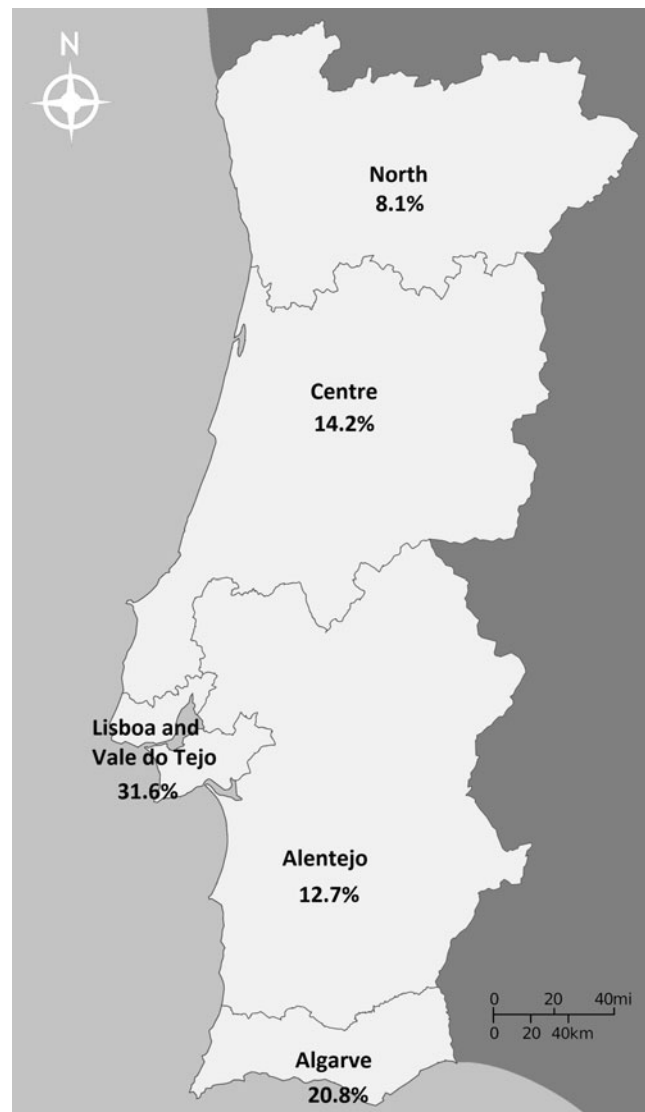 N
North
8.1%
Centre
14.2%
Lisboa and
Vale do Tejo
31.6%
Alentejo
12.7%
0 20 40mi
0 20 40km
Algarve
20.8%